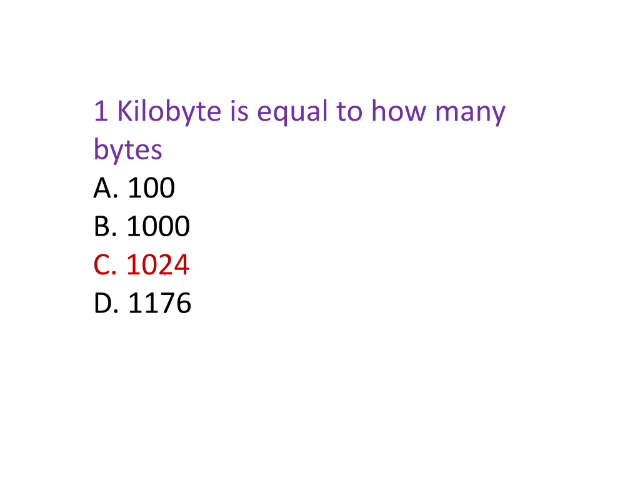 1 Kilobyte is equal to how many
bytes
A. 100
B. 1000
C. 1024
D. 1176